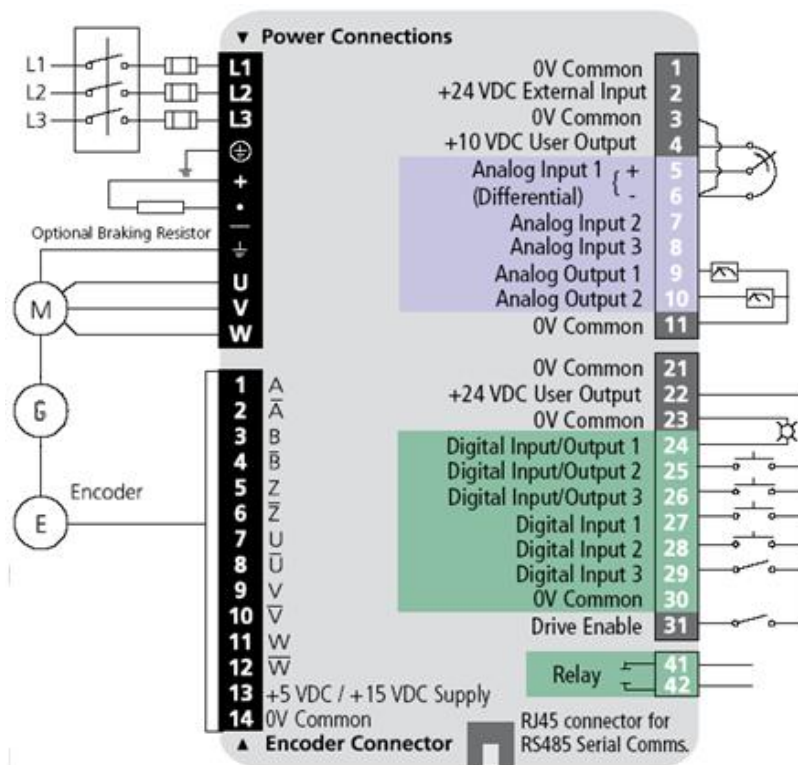 ▼ Power Connections
L1 L1
L2 L2
L3 L3
+
Optional Braking Resistor
U
M V
W
G
Encoder
E
1 A
2 A̅
3 B
4 B̅
5 Z
6 Z̅
7 U
8 U̅
9 V
10 V̅
11 W
12 W̅
13 +5 VDC / +15 VDC Supply
14 0V Common
▲ Encoder Connector
0V Common 1
+24 VDC External Input 2
0V Common 3
+10 VDC User Output 4
Analog Input 1 { + 5
(Differential) - 6
Analog Input 2 7
Analog Input 3 8
Analog Output 1 9
Analog Output 2 10
0V Common 11
0V Common 21
+24 VDC User Output 22
0V Common 23
Digital Input/Output 1 24
Digital Input/Output 2 25
Digital Input/Output 3 26
Digital Input 1 27
Digital Input 2 28
Digital Input 3 29
0V Common 30
Drive Enable 31
Relay 41
42
RJ45 connector for
RS485 Serial Comms.